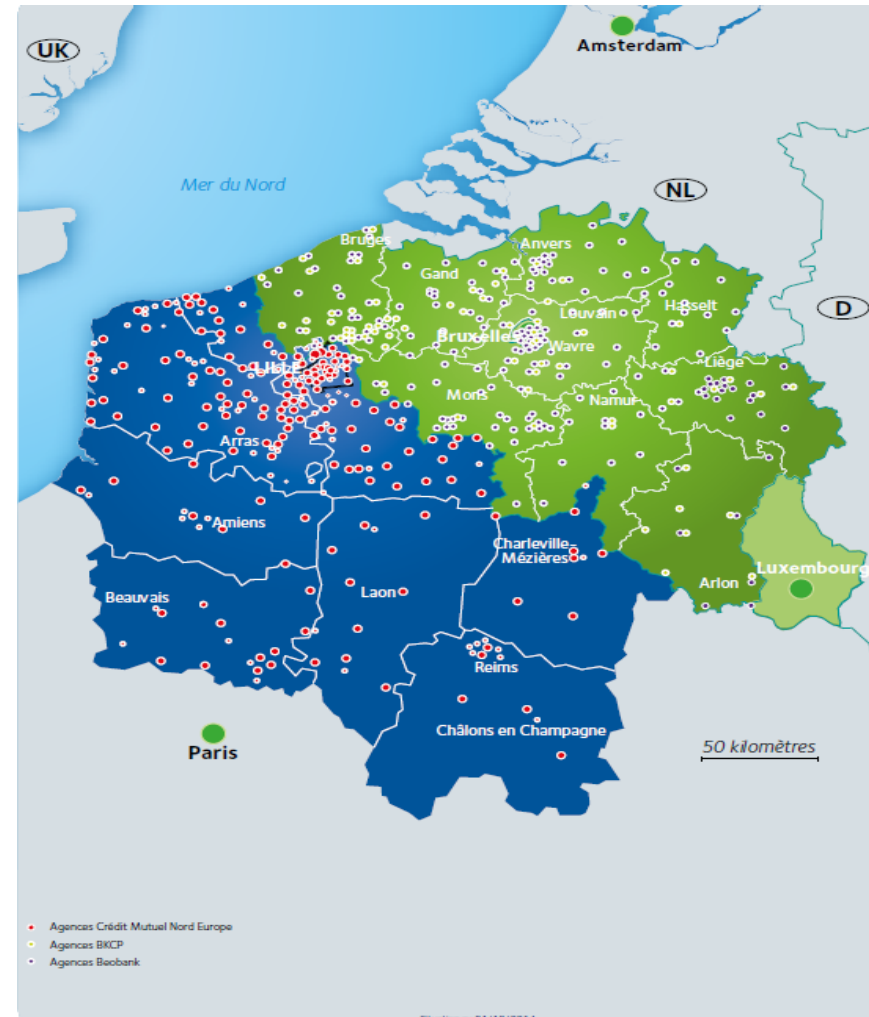 UK
Amsterdam
Mer du Nord
NL
Bruges
Anvers
Gand
D
Louvain
Hasselt
Bruxelles
Wavre
Liège
Mons
Namur
Arras
Amiens
Charleville-
Mézières
Luxembourg
Beauvais
Laon
Arlon
Reims
Châlons en Champagne
Paris
50 kilomètres
Agences Crédit Mutuel Nord Europe
Agences BKCP
Agences Beobank